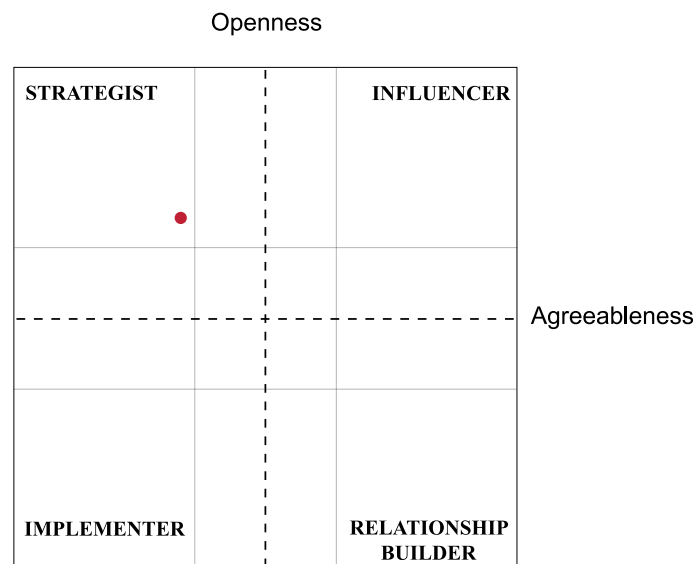 Openness
STRATEGIST
INFLUENCER
Agreeableness
IMPLEMENTER
RELATIONSHIP
BUILDER